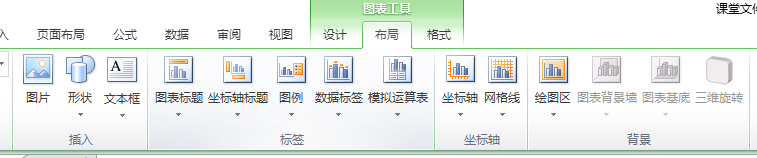 图表工具
课堂文件
入 页面布局 公式 数据 审阅 视图 设计 布局 格式
图片 形状 文本框 图表标题 坐标轴标题 图例 数据标签 模拟运算表 坐标轴 网格线 绘图区 图表背景墙 图表基底 三维旋转
插入 标签 坐标轴 背景